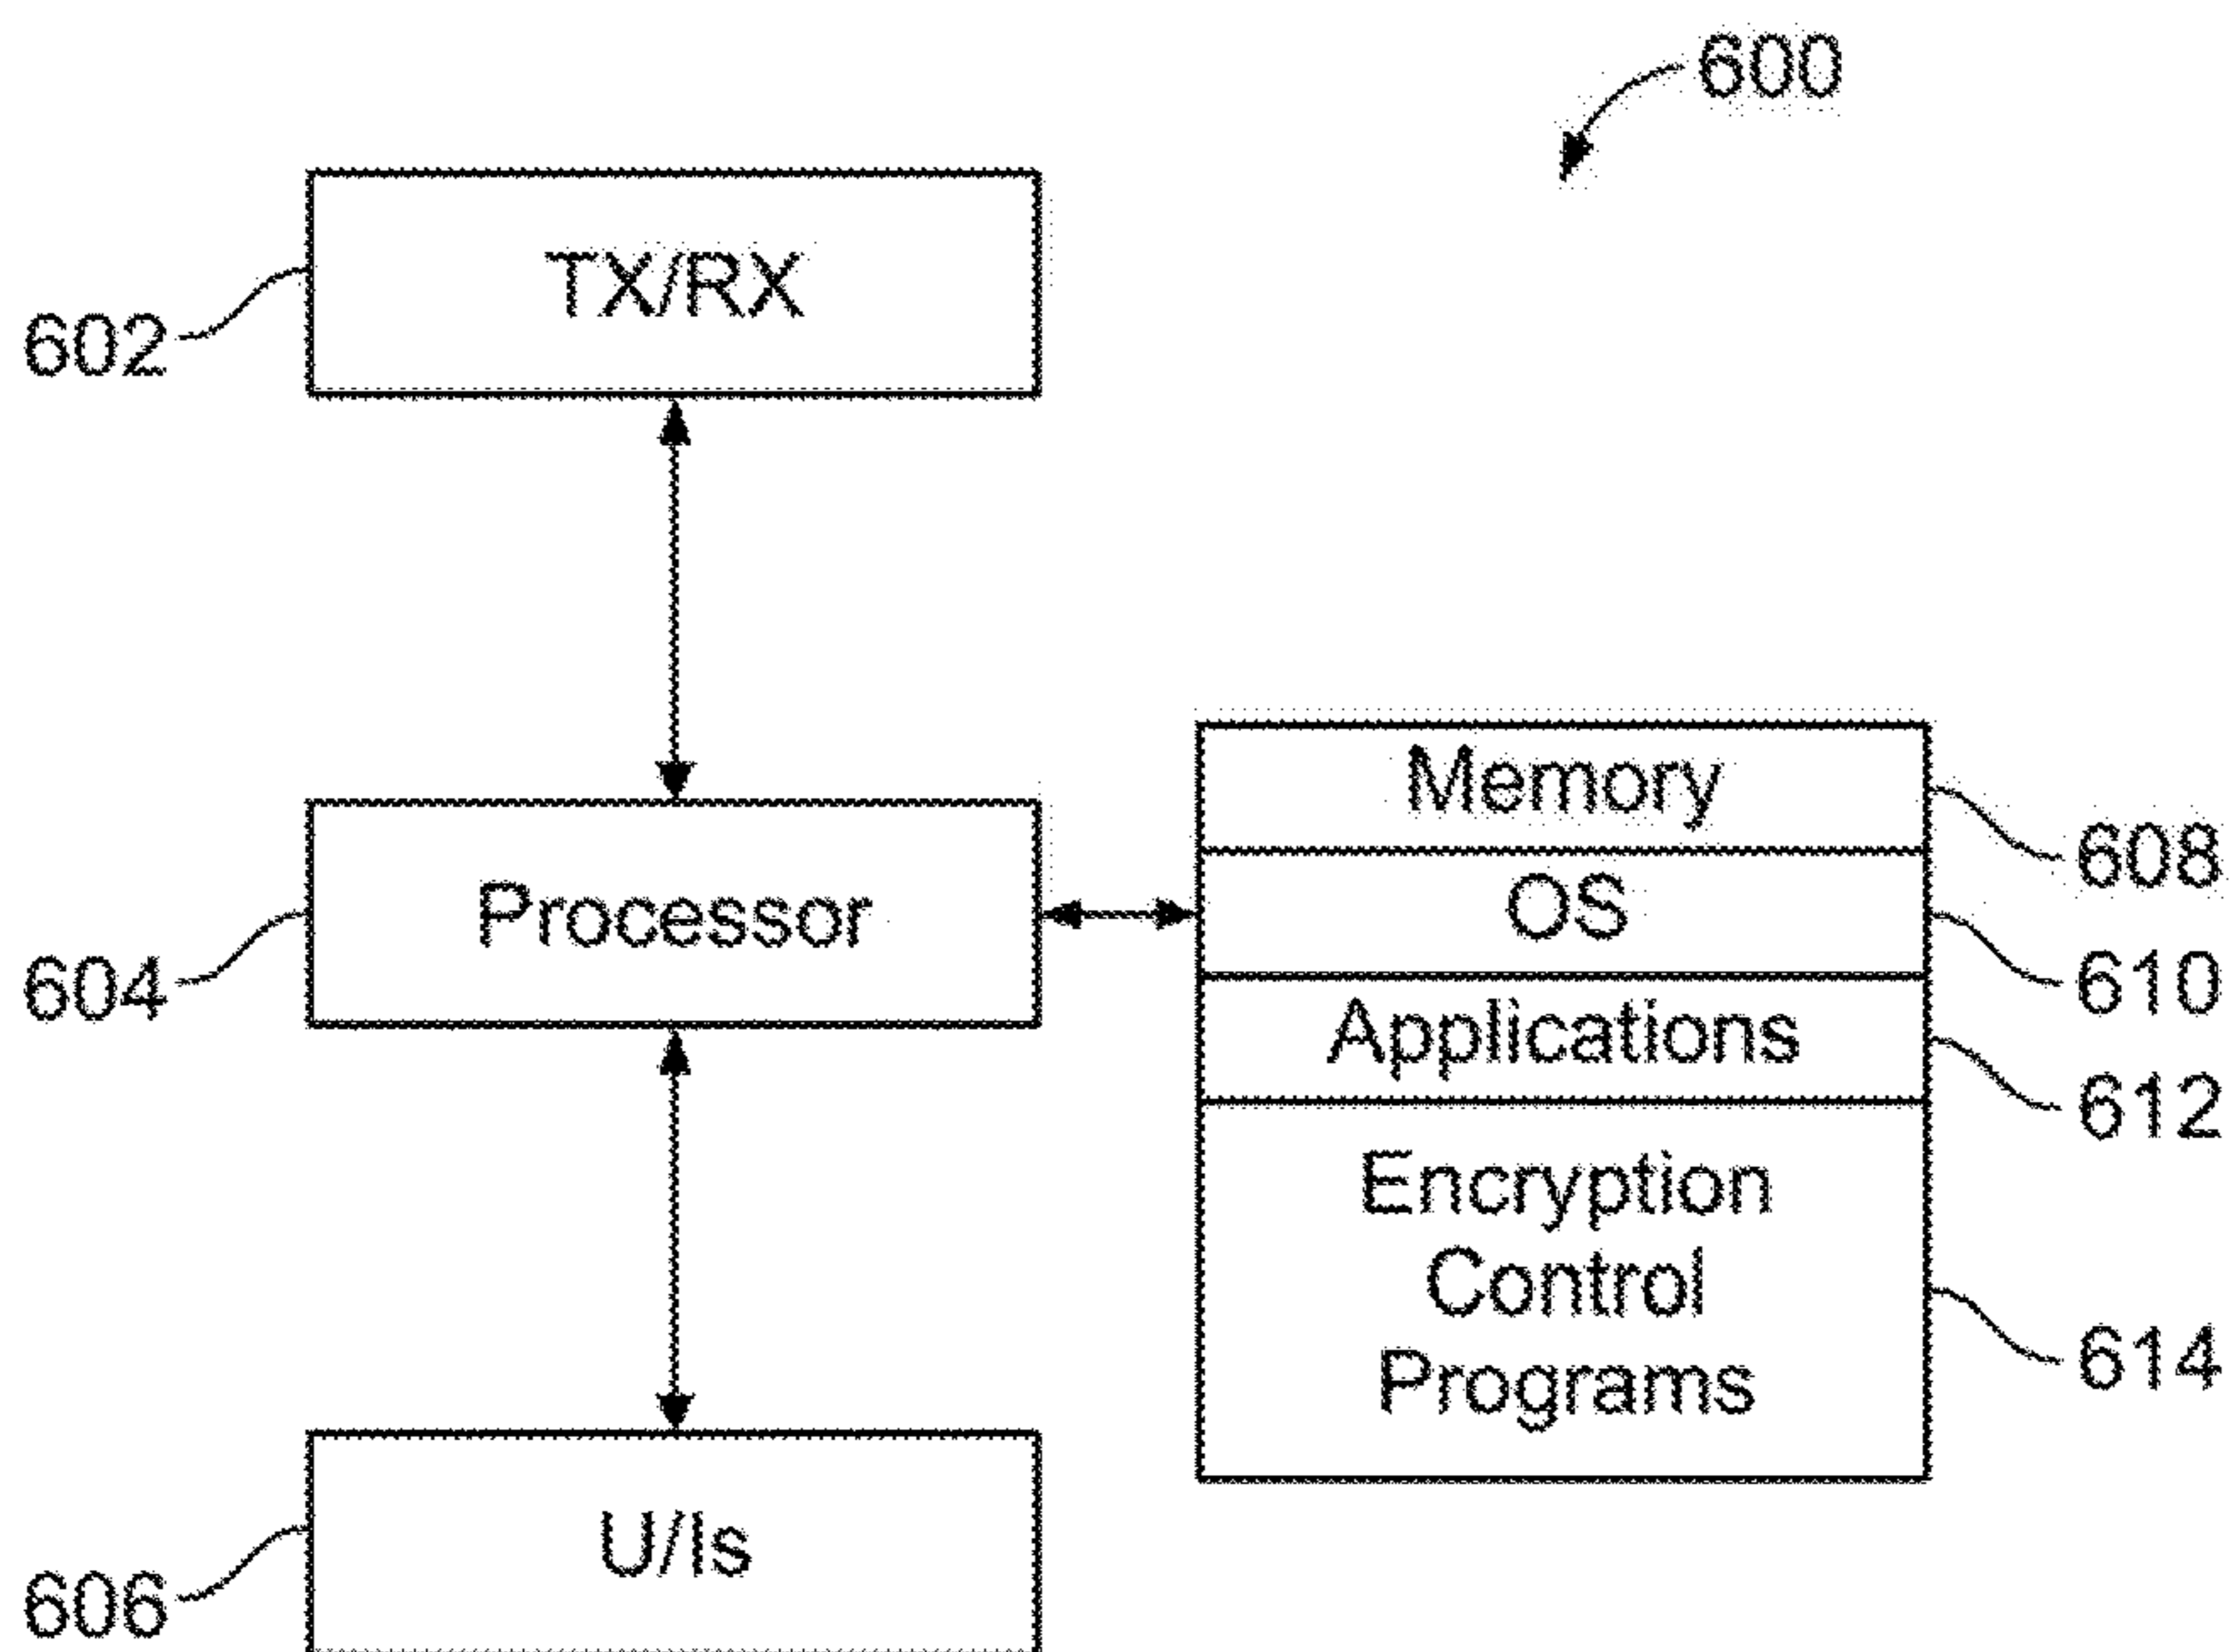 600
TX/RX
602
Memory
608
Processor
OS
604
610
Applications
612
Encryption
Control
Programs
614
U/Is
606